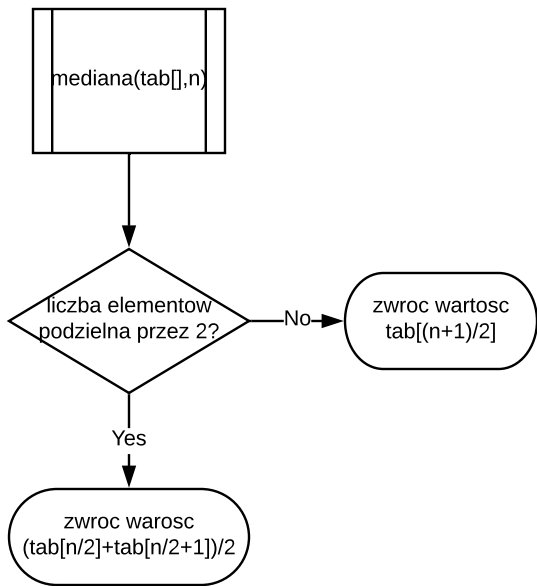 mediana(tab[],n)
liczba elementow
podzielna przez 2?
No
zwroc wartosc
tab[(n+1)/2]
Yes
zwroc warosc
(tab[n/2]+tab[n/2+1])/2